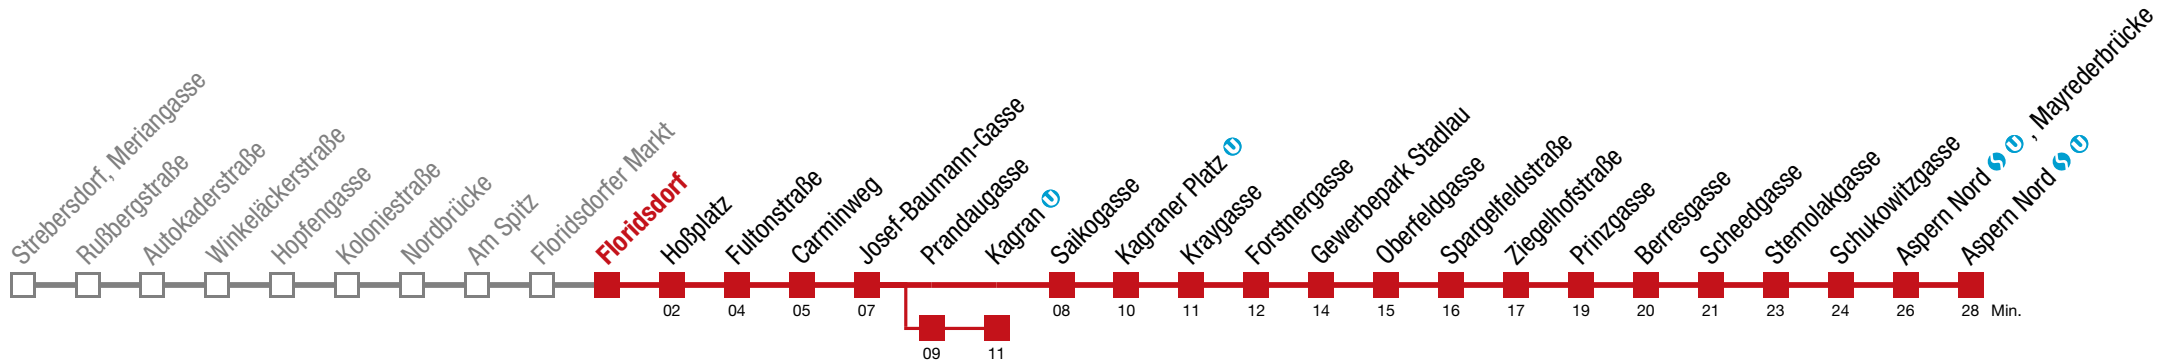 Strebersdorf, Meriangasse
Rußbergstraße
Autokaderstraße
Winkeläckerstraße
Hopfengasse
Koloniestraße
Nordbrücke
Am Spitz
Floridsdorfer Markt
Floridsdorf
Hoßplatz
Fultonstraße
Carminweg
Josef-Baumann-Gasse
Prandaugasse
Kagran U
Saikogasse
Kagraner Platz U
Kraygasse
Forstnergasse
Gewerbepark Stadlau
Oberfeldgasse
Spargelfeldstraße
Ziegelhofstraße
Prinzgasse
Berresgasse
Scheedgasse
Sternolakgasse
Schukowitzgasse
Aspern Nord S U , Mayrederbrücke
Aspern Nord S U
02 04 05 07 08 10 11 12 14 15 16 17 19 20 21 23 24 26 28 Min.
09 11